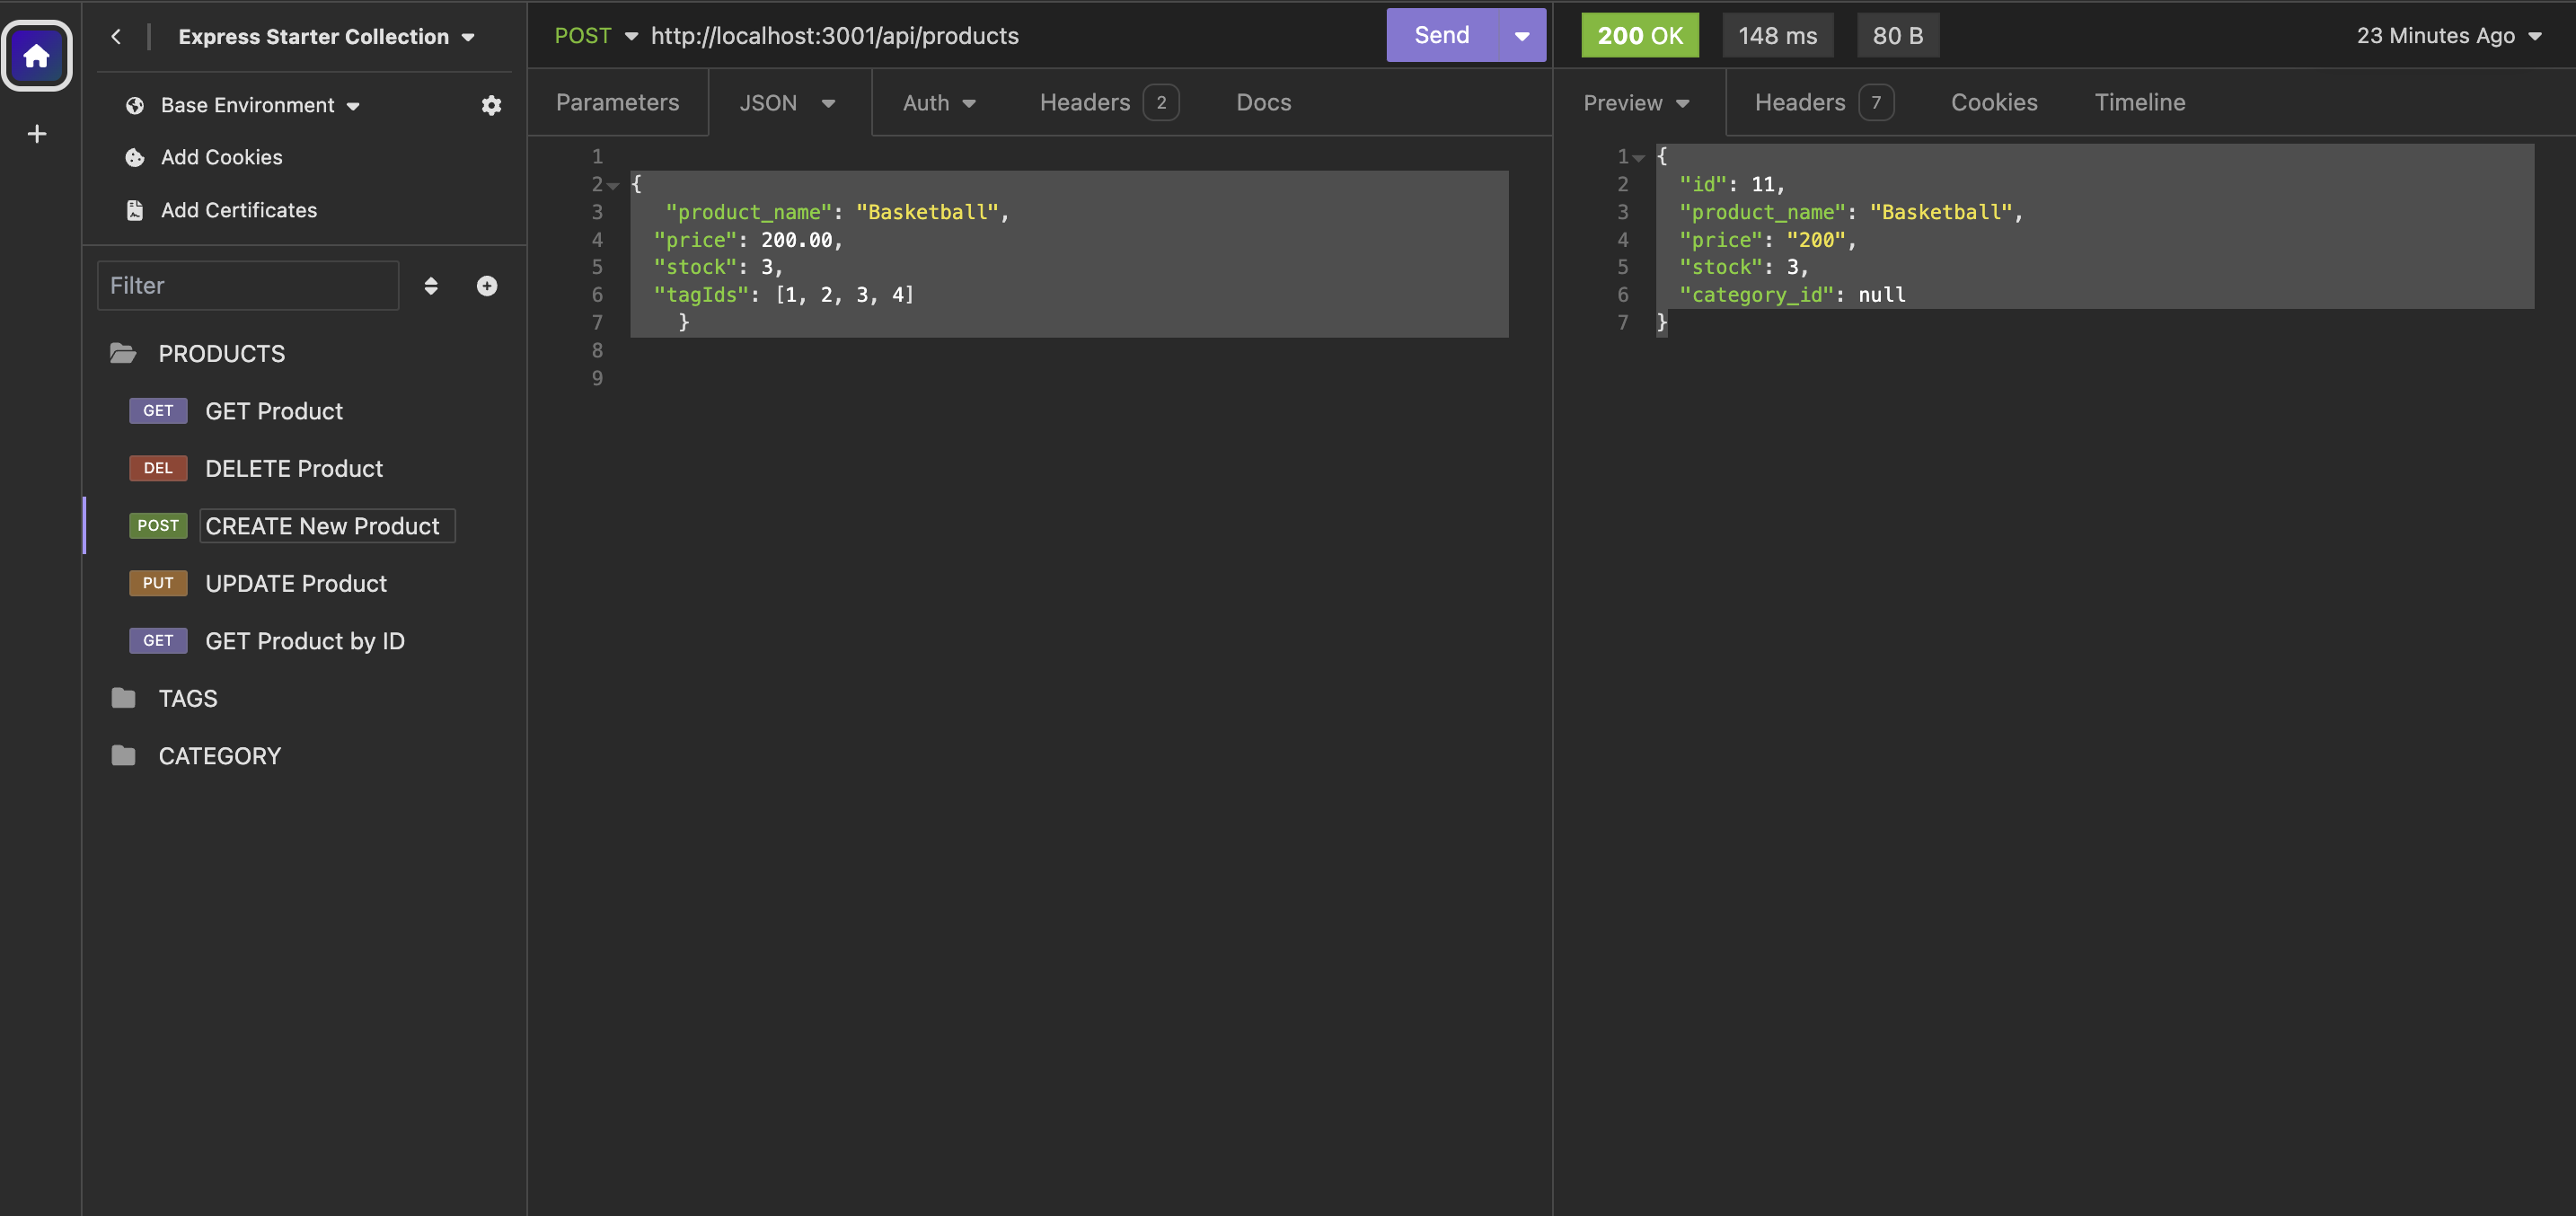 Express Starter Collection
Base Environment
Add Cookies
Add Certificates
Filter
PRODUCTS
GET GET Product
DEL DELETE Product
POST CREATE New Product
PUT UPDATE Product
GET GET Product by ID
TAGS
CATEGORY
POST http://localhost:3001/api/products Send
Parameters JSON Auth Headers 2 Docs
1
2 {
3 "product_name": "Basketball",
4 "price": 200.00,
5 "stock": 3,
6 "tagIds": [1, 2, 3, 4]
7 }
8
9
200 OK 148 ms 80 B 23 Minutes Ago
Preview Headers 7 Cookies Timeline
1 {
2 "id": 11,
3 "product_name": "Basketball",
4 "price": "200",
5 "stock": 3,
6 "category_id": null
7 }